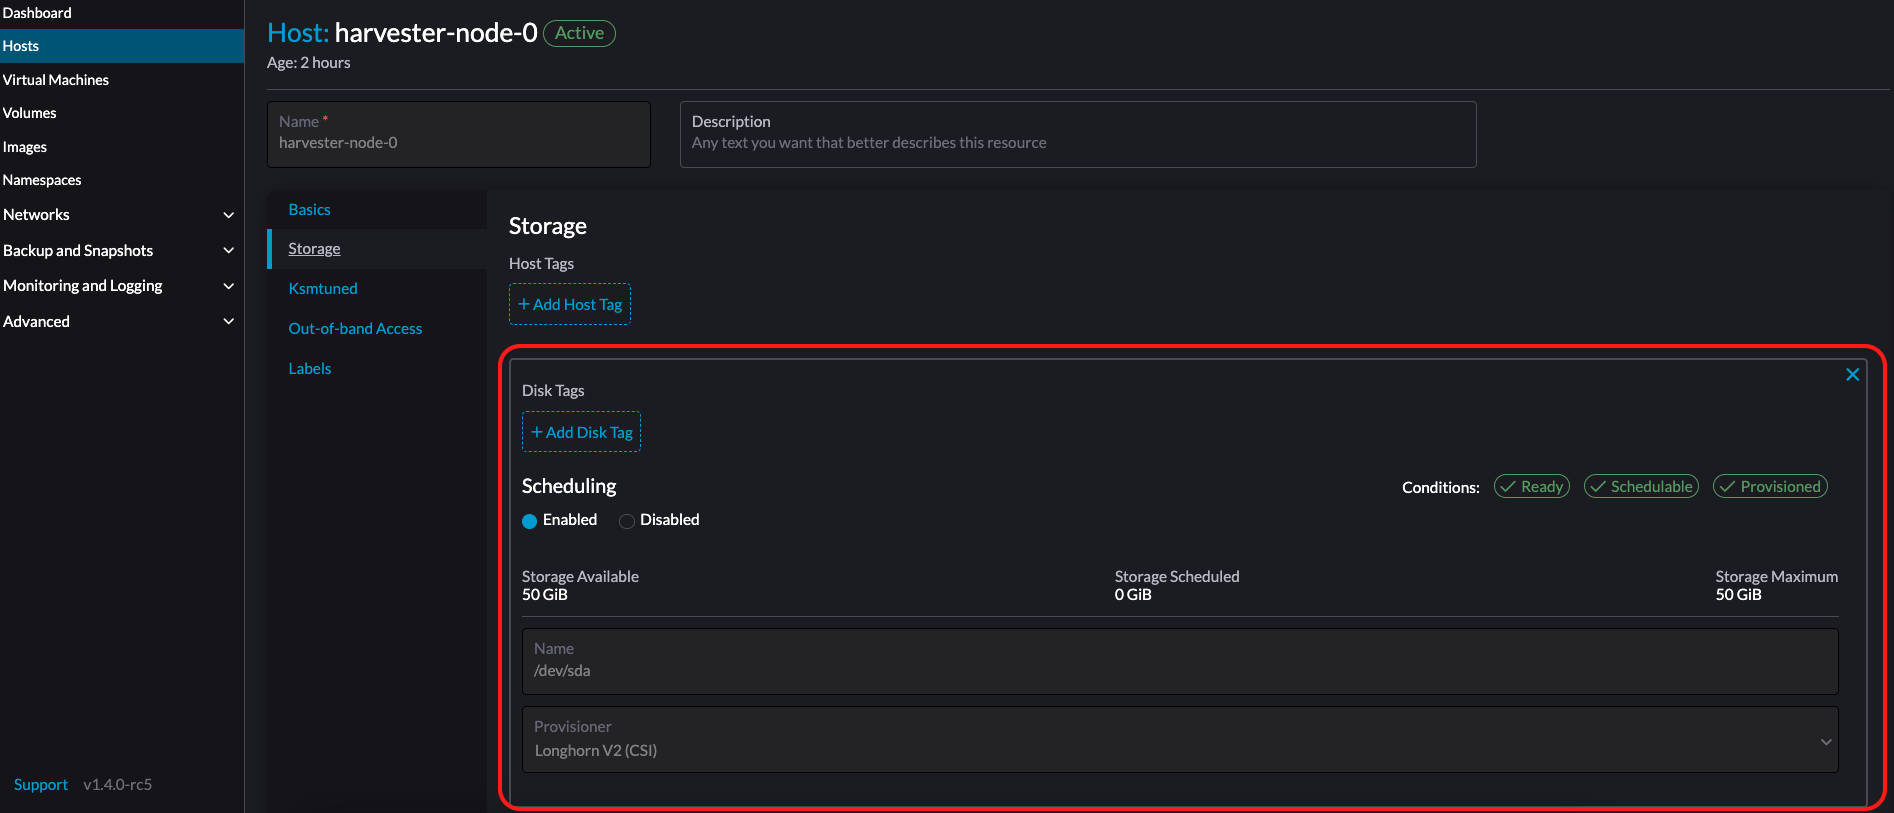 Dashboard
Hosts
Virtual Machines
Volumes
Images
Namespaces
Networks
Backup and Snapshots
Monitoring and Logging
Advanced
Support v1.4.0-rc5
Host: harvester-node-0 Active
Age: 2 hours
Name *
harvester-node-0
Description
Any text you want that better describes this resource
Basics
Storage
Ksmtuned
Out-of-band Access
Labels
Storage
Host Tags
+ Add Host Tag
Disk Tags
+ Add Disk Tag
Scheduling
Enabled Disabled
Conditions: Ready Schedulable Provisioned
Storage Available
50 GiB
Storage Scheduled
0 GiB
Storage Maximum
50 GiB
Name
/dev/sda
Provisioner
Longhorn V2 (CSI)